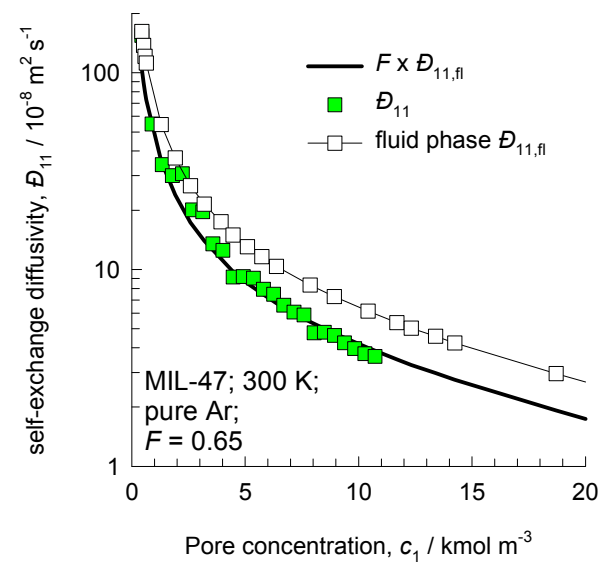 self-exchange diffusivity, Đ₁₁ / 10⁻⁸ m² s⁻¹
100
10
1
F x Đ₁₁,fl
Đ₁₁
fluid phase Đ₁₁,fl
MIL-47; 300 K;
pure Ar;
F = 0.65
0 5 10 15 20
Pore concentration, c₁ / kmol m⁻³